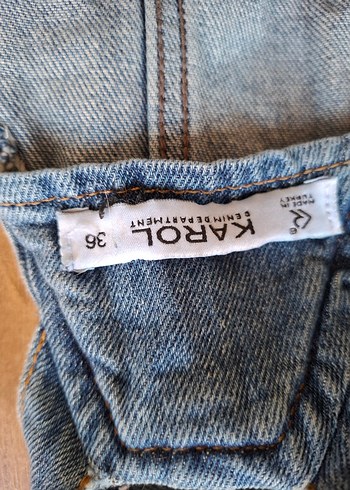 KAROL
DENIM DEPARTMENT
36
MADE IN
TURKEY